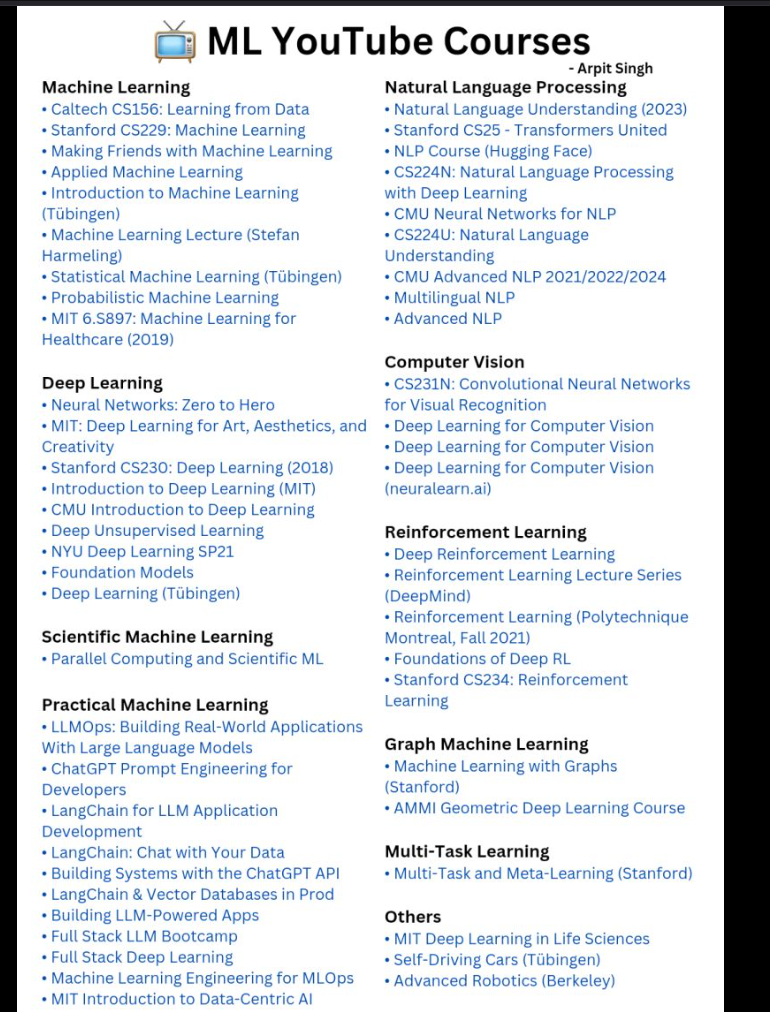 ML YouTube Courses
- Arpit Singh
Machine Learning
• Caltech CS156: Learning from Data
• Stanford CS229: Machine Learning
• Making Friends with Machine Learning
• Applied Machine Learning
• Introduction to Machine Learning
(Tübingen)
• Machine Learning Lecture (Stefan
Harmeling)
• Statistical Machine Learning (Tübingen)
• Probabilistic Machine Learning
• MIT 6.S897: Machine Learning for
Healthcare (2019)
Deep Learning
• Neural Networks: Zero to Hero
• MIT: Deep Learning for Art, Aesthetics, and
Creativity
• Stanford CS230: Deep Learning (2018)
• Introduction to Deep Learning (MIT)
• CMU Introduction to Deep Learning
• Deep Unsupervised Learning
• NYU Deep Learning SP21
• Foundation Models
• Deep Learning (Tübingen)
Scientific Machine Learning
• Parallel Computing and Scientific ML
Practical Machine Learning
• LLMOps: Building Real-World Applications
With Large Language Models
• ChatGPT Prompt Engineering for
Developers
• LangChain for LLM Application
Development
• LangChain: Chat with Your Data
• Building Systems with the ChatGPT API
• LangChain & Vector Databases in Prod
• Building LLM-Powered Apps
• Full Stack LLM Bootcamp
• Full Stack Deep Learning
• Machine Learning Engineering for MLOps
• MIT Introduction to Data-Centric AI
Natural Language Processing
• Natural Language Understanding (2023)
• Stanford CS25 - Transformers United
• NLP Course (Hugging Face)
• CS224N: Natural Language Processing
with Deep Learning
• CMU Neural Networks for NLP
• CS224U: Natural Language
Understanding
• CMU Advanced NLP 2021/2022/2024
• Multilingual NLP
• Advanced NLP
Computer Vision
• CS231N: Convolutional Neural Networks
for Visual Recognition
• Deep Learning for Computer Vision
• Deep Learning for Computer Vision
• Deep Learning for Computer Vision
(neuralearn.ai)
Reinforcement Learning
• Deep Reinforcement Learning
• Reinforcement Learning Lecture Series
(DeepMind)
• Reinforcement Learning (Polytechnique
Montreal, Fall 2021)
• Foundations of Deep RL
• Stanford CS234: Reinforcement
Learning
Graph Machine Learning
• Machine Learning with Graphs
(Stanford)
• AMMI Geometric Deep Learning Course
Multi-Task Learning
• Multi-Task and Meta-Learning (Stanford)
Others
• MIT Deep Learning in Life Sciences
• Self-Driving Cars (Tübingen)
• Advanced Robotics (Berkeley)